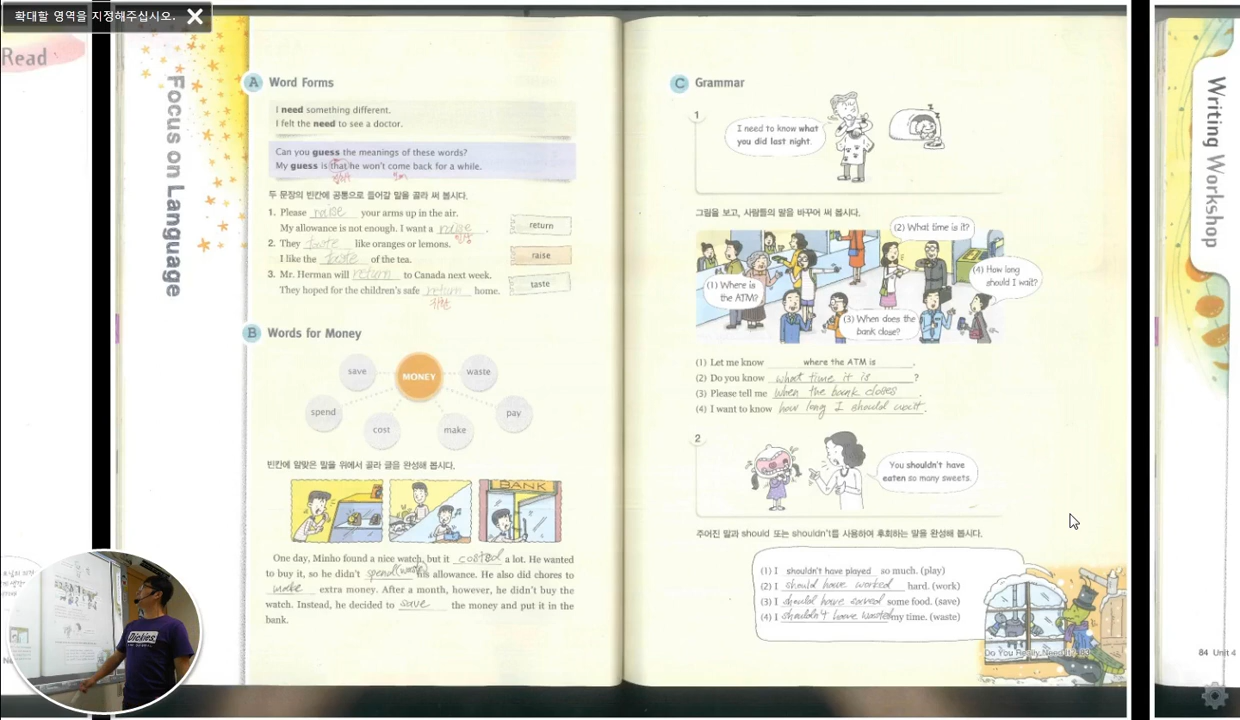 확대할 영역을 지정해주십시오.
Read
Focus on Language
A Word Forms
I need something different.
I felt the need to see a doctor.
Can you guess the meanings of these words?
My guess is that he won't come back for a while.
두 문장의 빈칸에 공통으로 들어갈 말을 골라 써 봅시다.
1. Please raise your arms up in the air.
My allowance is not enough. I want a raise.
인상
2. They taste like oranges or lemons.
I like the taste of the tea.
3. Mr. Herman will return to Canada next week.
They hoped for the children's safe return home.
귀환
return
raise
taste
B Words for Money
save
MONEY
waste
spend
cost
make
pay
빈칸에 알맞은 말을 위에서 골라 글을 완성해 봅시다.
BANK
One day, Minho found a nice watch, but it costed a lot. He wanted
to buy it, so he didn't spend(waste) his allowance. He also did chores to
make extra money. After a month, however, he didn't buy the
watch. Instead, he decided to save the money and put it in the
bank.
C Grammar
1
I need to know what
you did last night.
z
z
그림을 보고, 사람들의 말을 바꾸어 써 봅시다.
(2) What time is it?
(1) Where is
the ATM?
(4) How long
should I wait?
(3) When does the
bank close?
(1) Let me know where the ATM is.
(2) Do you know what time it is?
(3) Please tell me when the bank closes.
(4) I want to know how long I should wait.
2
You shouldn't have
eaten so many sweets.
주어진 말과 should 또는 shouldn't를 사용하여 후회하는 말을 완성해 봅시다.
(1) I shouldn't have played so much. (play)
(2) I should have worked hard. (work)
(3) I should have saved some food. (save)
(4) I shouldn't have wasted my time. (waste)
Do You Really Need It?
Writing Workshop
84 Unit 4
Dickies